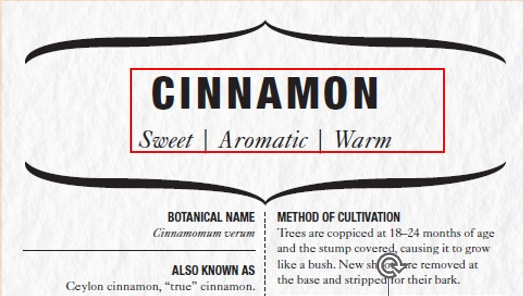 CINNAMON
Sweet | Aromatic | Warm
BOTANICAL NAME
Cinnamomum verum
ALSO KNOWN AS
Ceylon cinnamon, “true” cinnamon.
METHOD OF CULTIVATION
Trees are coppiced at 18–24 months of age
and the stump covered, causing it to grow
like a bush. New are removed at
the base and stripped for their bark.